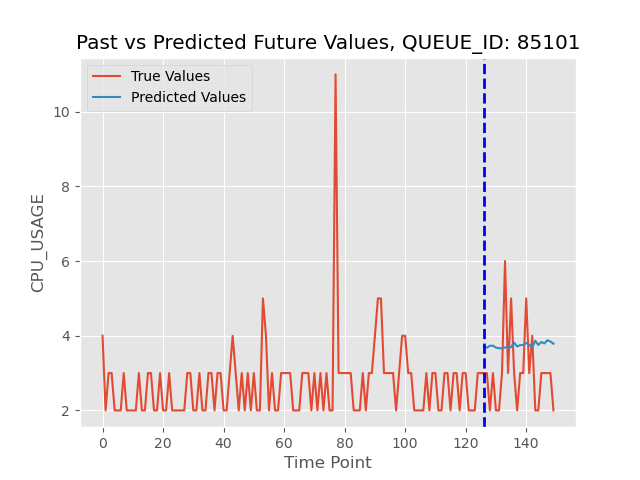 Past vs Predicted Future Values, QUEUE_ID: 85101
True Values
Predicted Values
CPU_USAGE
10
8
6
4
2
0 20 40 60 80 100 120 140
Time Point